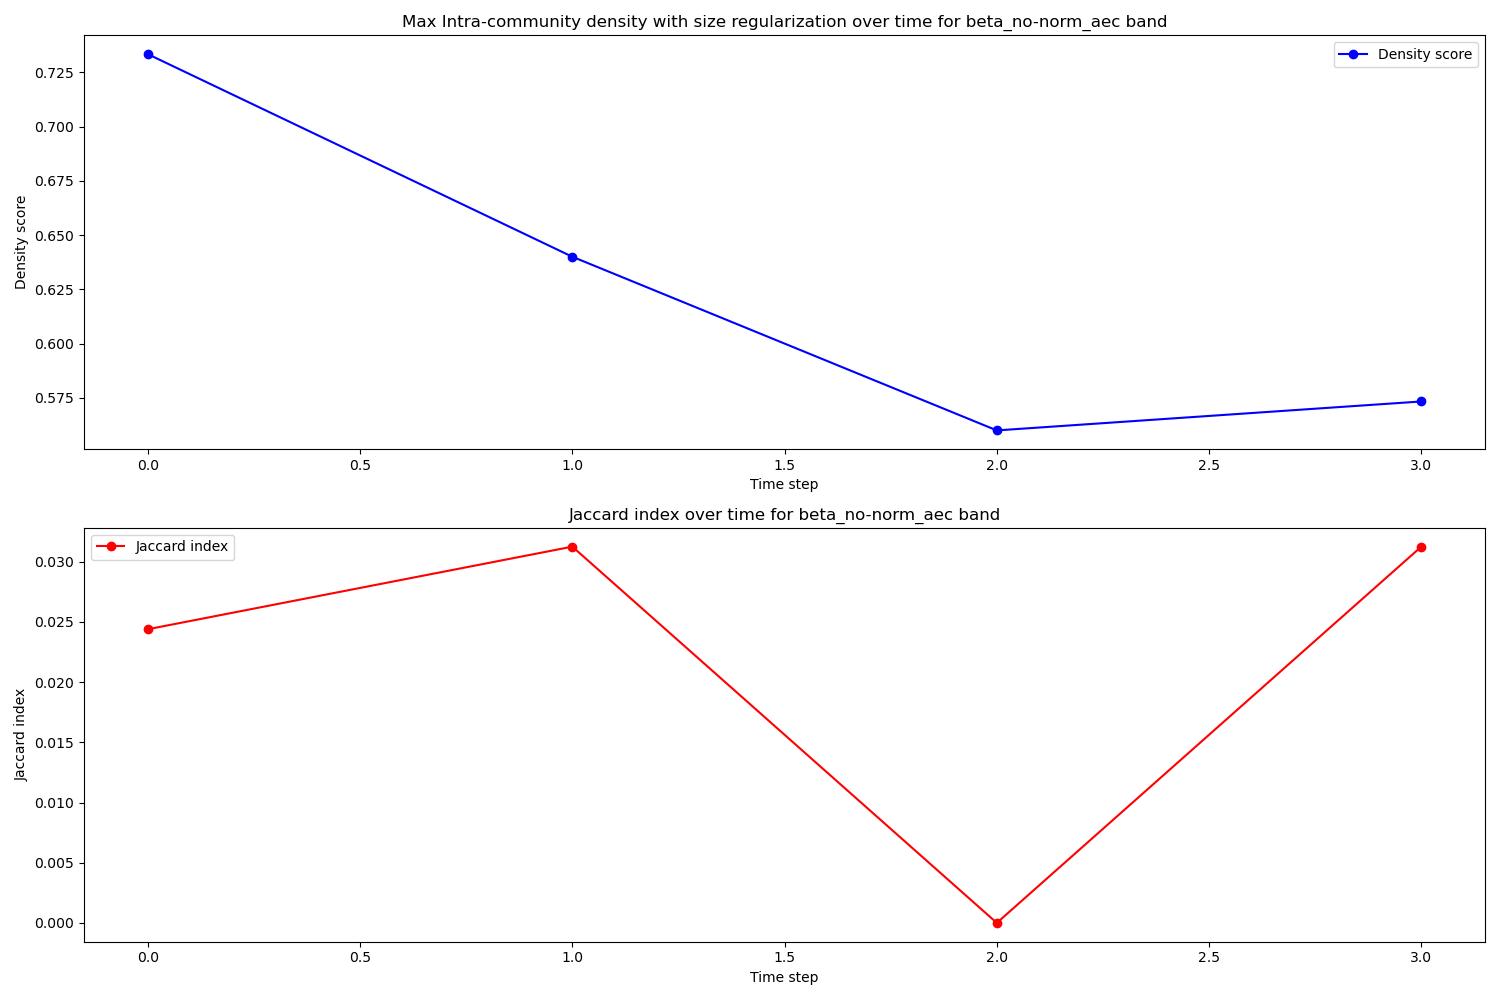 Max Intra-community density with size regularization over time for beta_no-norm_aec band
Density score
0.725
0.700
0.675
0.650
0.625
0.600
0.575
Density score
0.0 0.5 1.0 1.5 2.0 2.5 3.0
Time step
Jaccard index over time for beta_no-norm_aec band
Jaccard index
0.030
0.025
0.020
0.015
0.010
0.005
0.000
Jaccard index
0.0 0.5 1.0 1.5 2.0 2.5 3.0
Time step